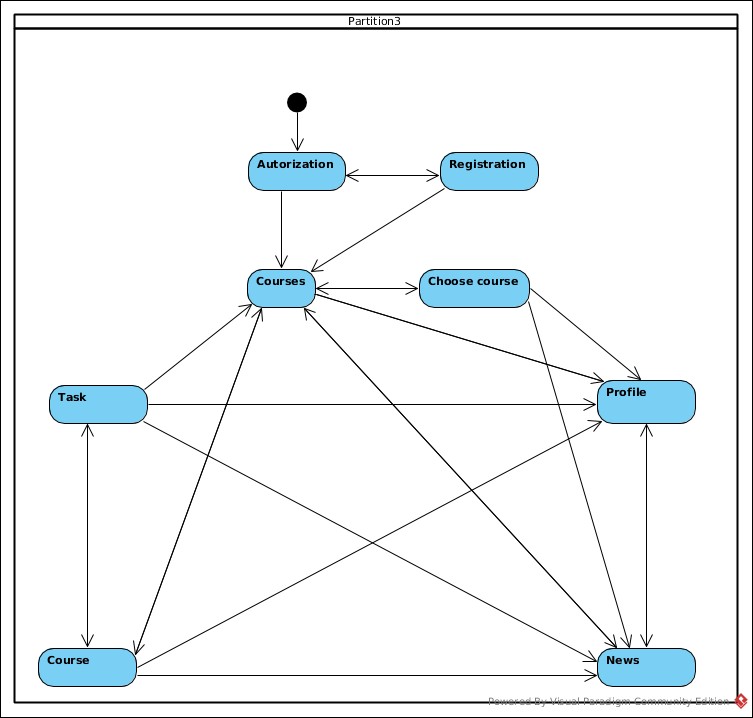 Partition3
Autorization
Registration
Courses
Choose course
Task
Profile
Course
News
Powered By Visual Paradigm Community Edition